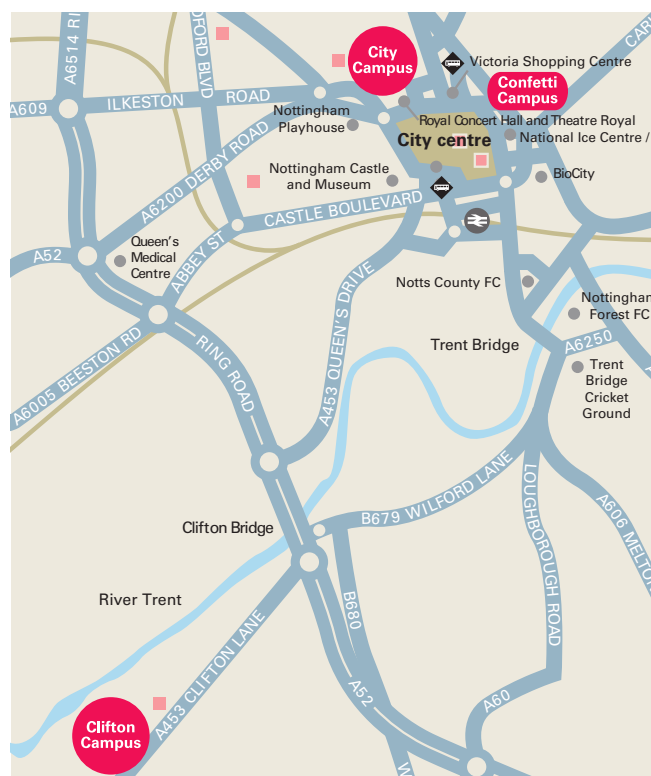 A6514 RI
OFORD BLVD
City
Campus
Victoria Shopping Centre
CAR
Confetti
Campus
A609
ILKESTON ROAD
Nottingham
Playhouse
Royal Concert Hall and Theatre Royal
City centre
National Ice Centre /
A6200 DERBY ROAD
Nottingham Castle
and Museum
BioCity
CASTLE BOULEVARD
A52
Queen's
Medical
Centre
ABBEY ST
Notts County FC
Nottingham
Forest FC
A6005 BEESTON RD
RING ROAD
A453 QUEEN'S DRIVE
Trent Bridge
A6250
Trent
Bridge
Cricket
Ground
B679 WILFORD LANE
LOUGHBOROUGH ROAD
A606 MELTON
Clifton Bridge
River Trent
B680
A453 CLIFTON LANE
A52
A60
Clifton
Campus
W